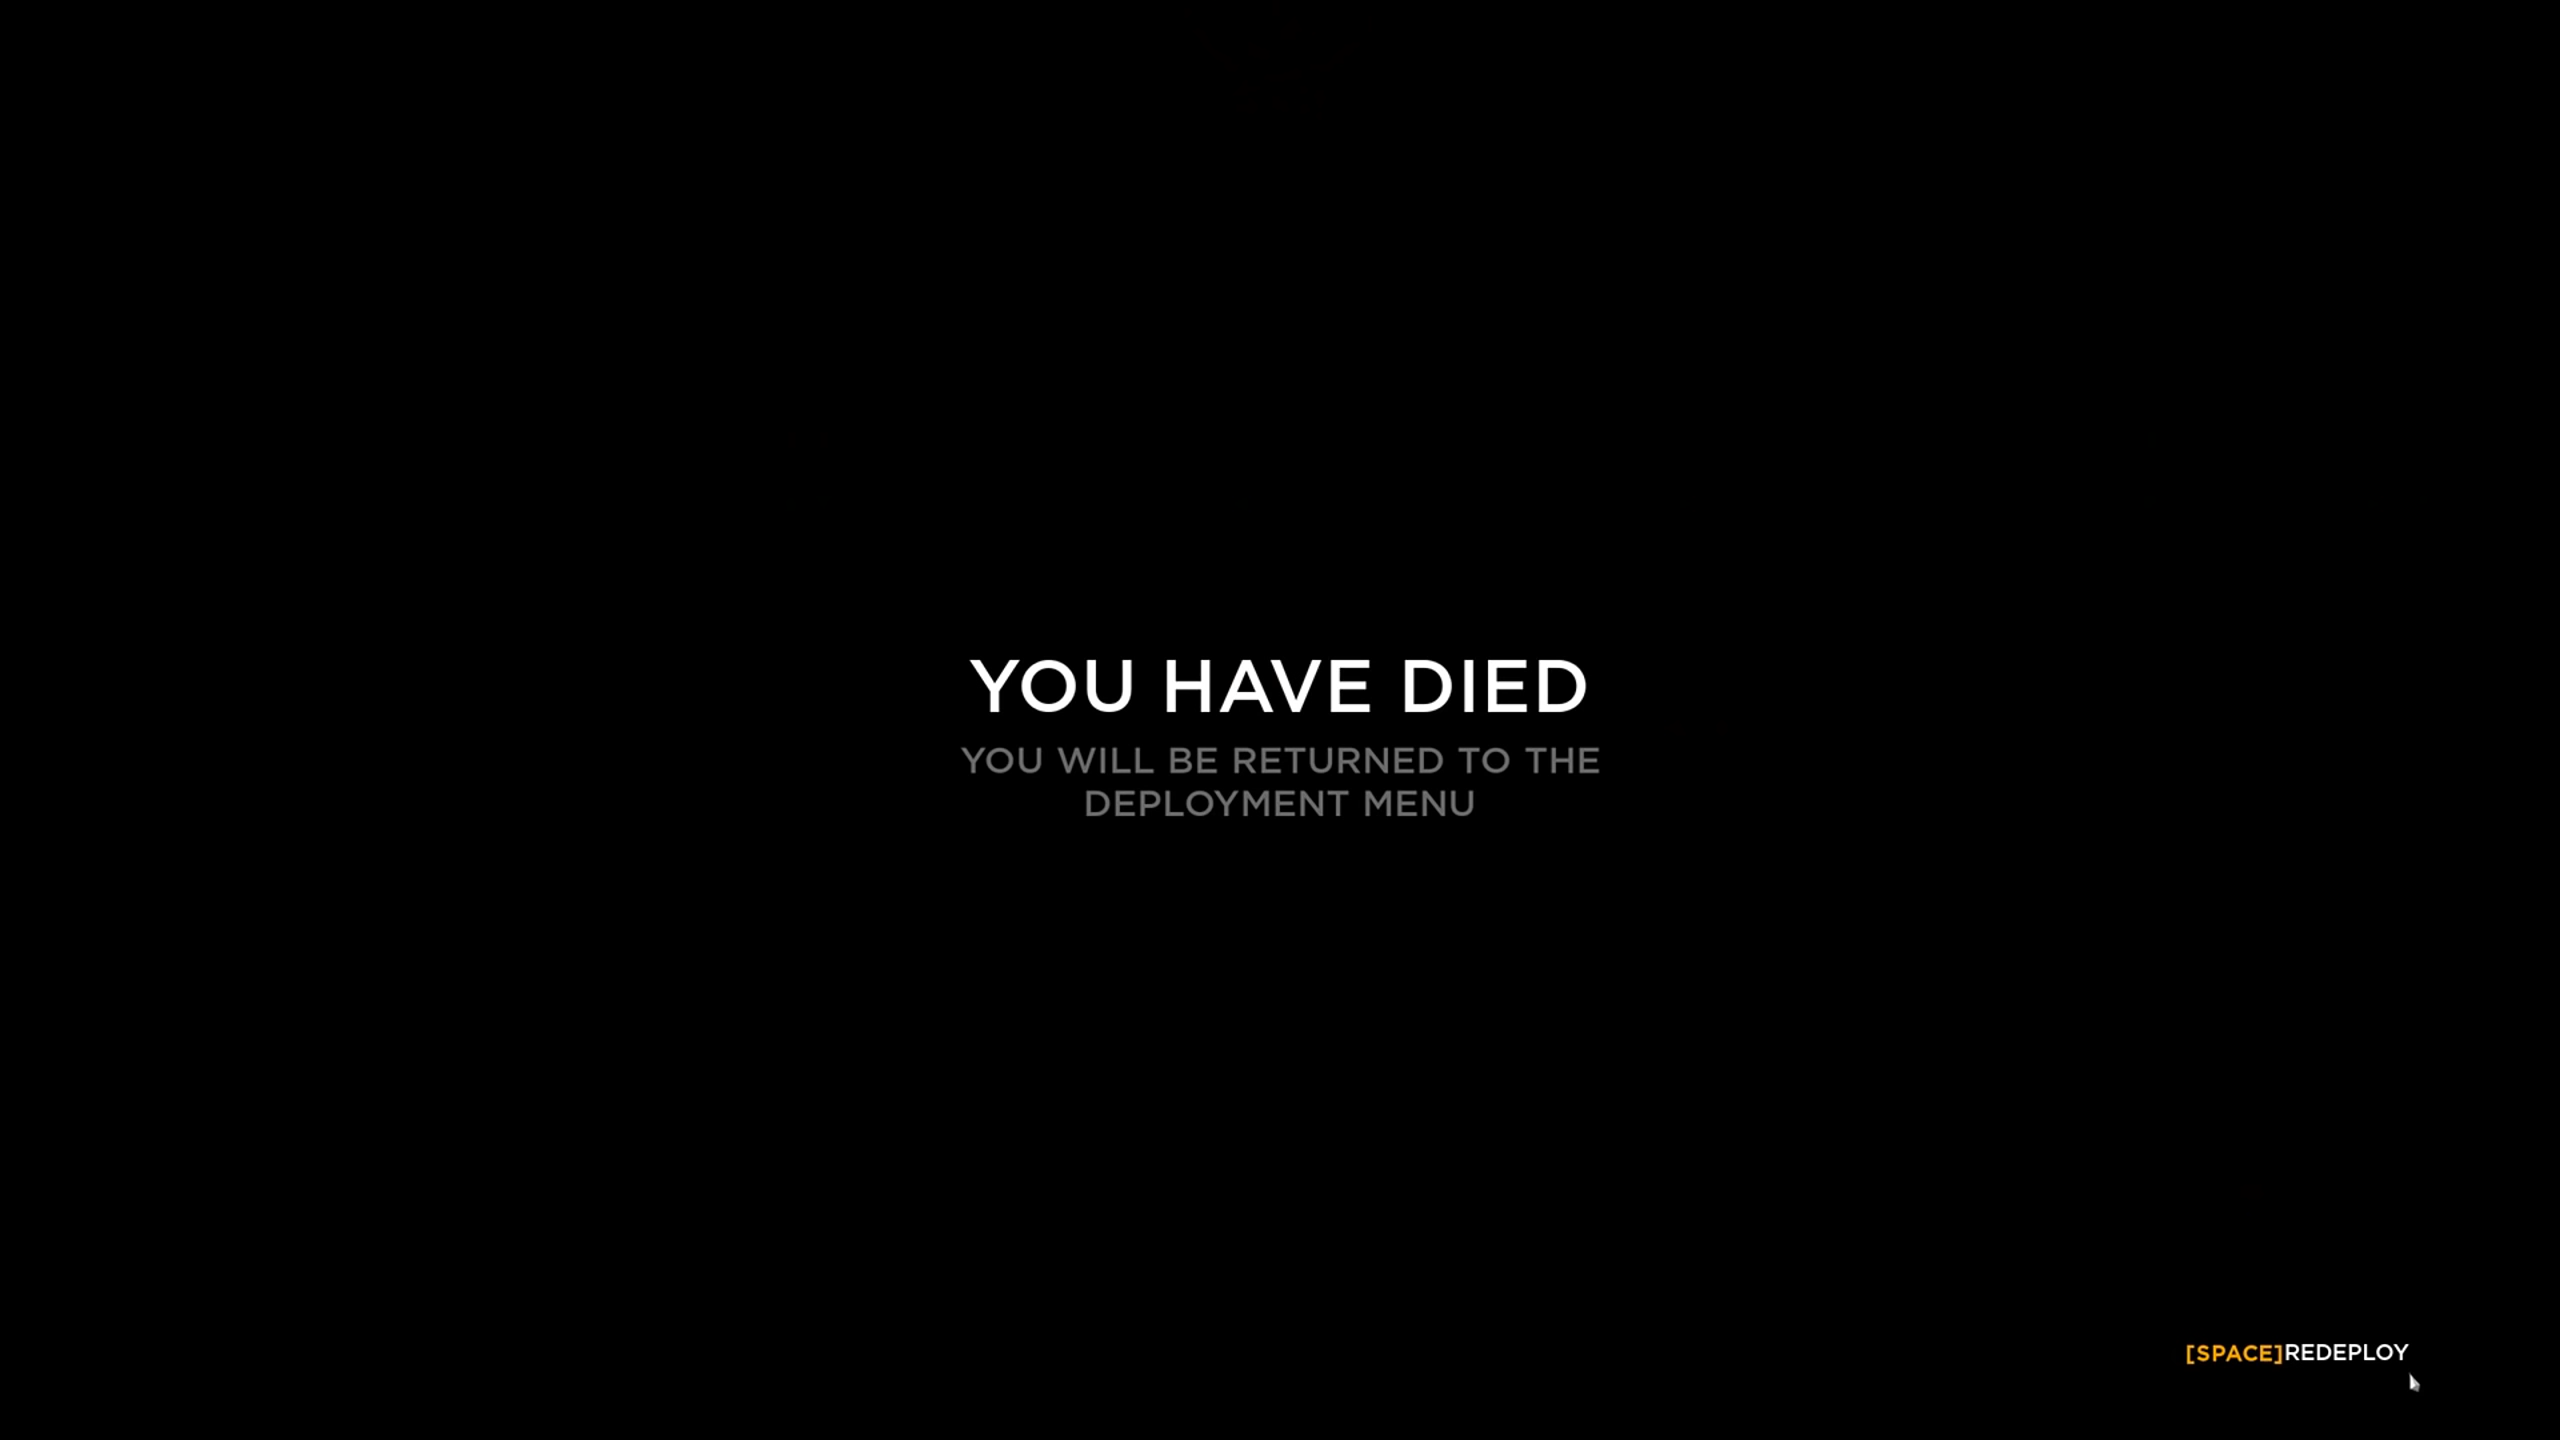 YOU HAVE DIED
YOU WILL BE RETURNED TO THE
DEPLOYMENT MENU
[SPACE]REDEPLOY